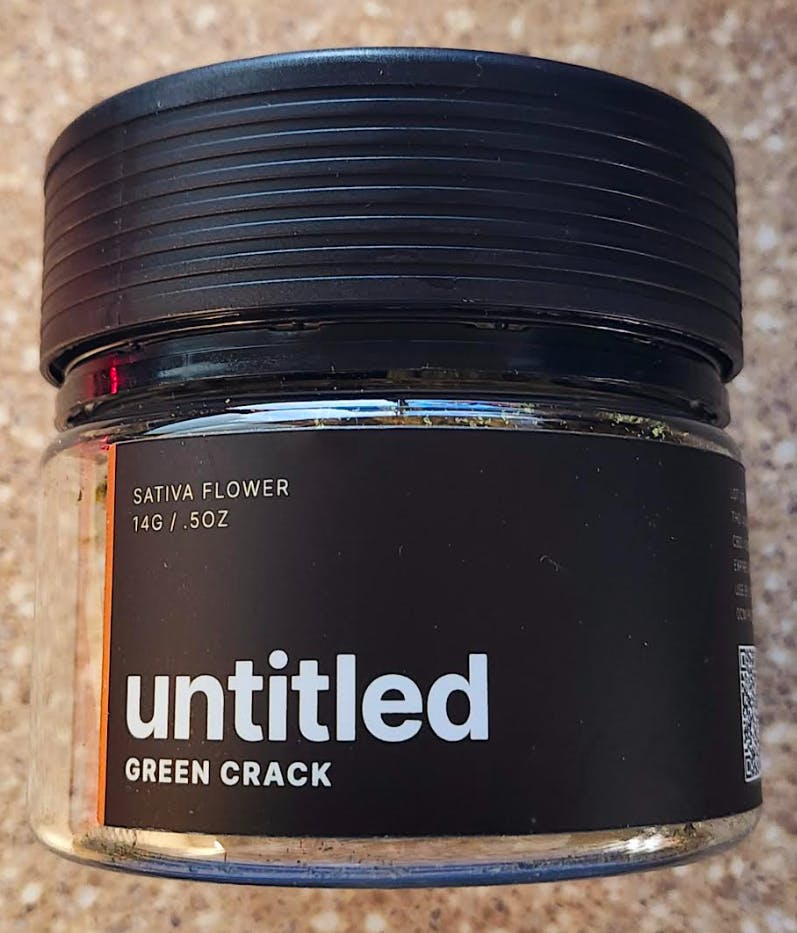 SATIVA FLOWER
14G / .5OZ
untitled
GREEN CRACK